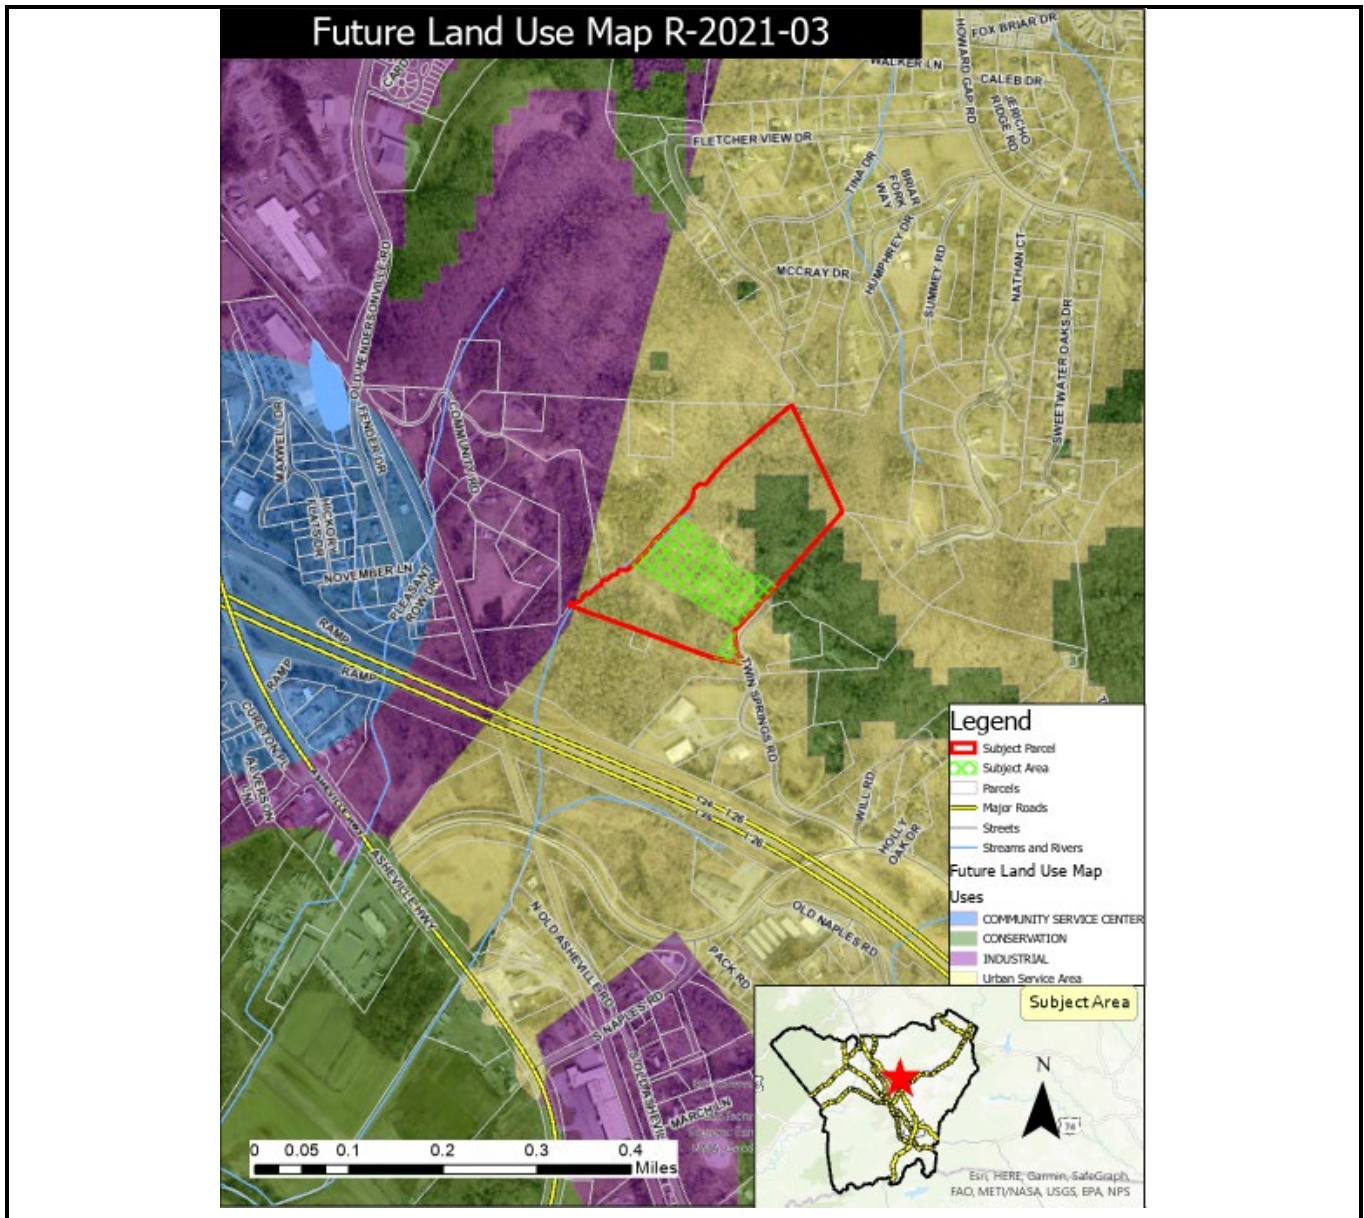 Future Land Use Map R-2021-03
FOX BRIAR DR
HOWARD GAP RD
WALKER LN
CALEB DR
JERICHO
RIDGE RD
FLETCHER VIEW DR
TINA DR
BRIAR
FORK
WAY
HUMPHREY DR
MCCRAY DR
SUMMEY RD
NATHAN CT
SWEETWATER OAKS DR
OLD HENDERSONVILLE RD
FENDER DR
MAXWELL DR
COMMUNITY RD
HICKORY
FLATS DR
NOVEMBER LN
PLEASANT
ROW DR
RAMP
RAMP
RAMP
CURETON PL
ALVERSON
LN
ASHEVILLE HWY
ASHEVILLE HWY
TWIN SPRINGS RD
WILL RD
HOLLY
OAK DR
I 26
I 26
I 26
I 26
OLD NAPLES RD
N OLD ASHEVILLE RD
PACK RD
S NAPLES RD
S OLD ASHEVILLE
MARCH LN
Legend
Subject Parcel
Subject Area
Parcels
Major Roads
Streets
Streams and Rivers
Future Land Use Map
Uses
COMMUNITY SERVICE CENTER
CONSERVATION
INDUSTRIAL
Urban Service Area
Subject Area
N
74
Esri, HERE, Garmin, SafeGraph,
FAO, METI/NASA, USGS, EPA, NPS
0 0.05 0.1 0.2 0.3 0.4
Miles